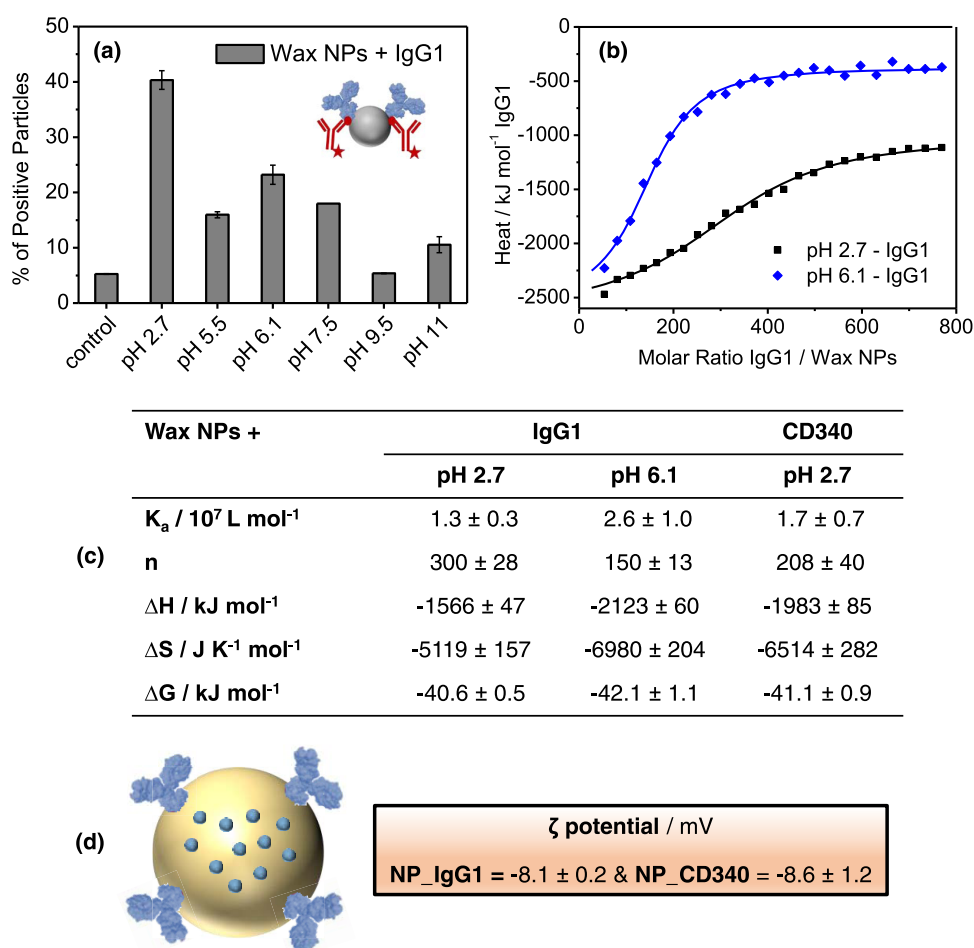 (a)
Wax NPs + IgG1
% of Positive Particles
50
40
30
20
10
0
control
pH 2.7
pH 5.5
pH 6.1
pH 7.5
pH 9.5
pH 11
(b)
Heat / kJ mol⁻¹ IgG1
0
-500
-1000
-1500
-2000
-2500
pH 2.7 - IgG1
pH 6.1 - IgG1
0 200 400 600 800
Molar Ratio IgG1 / Wax NPs
(c)
Wax NPs + IgG1 CD340
pH 2.7 pH 6.1 pH 2.7
Kₐ / 10⁷ L mol⁻¹ 1.3 ± 0.3 2.6 ± 1.0 1.7 ± 0.7
n 300 ± 28 150 ± 13 208 ± 40
ΔH / kJ mol⁻¹ -1566 ± 47 -2123 ± 60 -1983 ± 85
ΔS / J K⁻¹ mol⁻¹ -5119 ± 157 -6980 ± 204 -6514 ± 282
ΔG / kJ mol⁻¹ -40.6 ± 0.5 -42.1 ± 1.1 -41.1 ± 0.9
(d)
ζ potential / mV
NP_IgG1 = -8.1 ± 0.2 & NP_CD340 = -8.6 ± 1.2